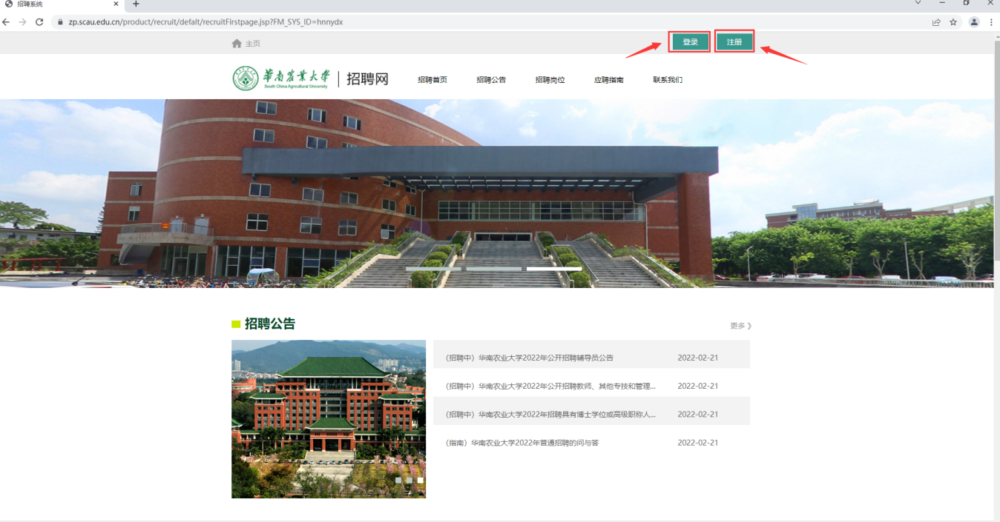 招聘系统
zp.scau.edu.cn/product/recruit/defalt/recruitFirstpage.jsp?FM_SYS_ID=hnnydx
主页 登录 注册
华南农业大学 South China Agricultural University 招聘网 招聘首页 招聘公告 招聘岗位 应聘指南 联系我们
招聘公告 更多 》
（招聘中）华南农业大学2022年公开招聘辅导员公告 2022-02-21
（招聘中）华南农业大学2022年公开招聘教师、其他专技和管理... 2022-02-21
（招聘中）华南农业大学2022年招聘具有博士学位或高级职称人... 2022-02-21
（指南）华南农业大学2022年普通招聘的问与答 2022-02-21